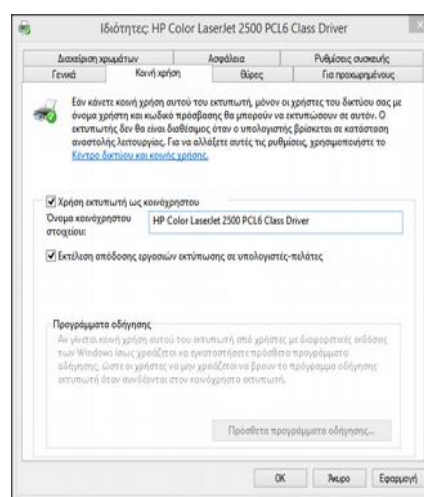 Ιδιότητες: HP Color LaserJet 2500 PCL6 Class Driver
Διαχείριση χρωμάτων Ασφάλεια Ρυθμίσεις συσκευής
Γενικά Κοινή χρήση Θύρες Για προχωρημένους
Εάν κάνετε κοινή χρήση αυτού του εκτυπωτή, μόνον οι χρήστες του δικτύου σας με
όνομα χρήστη και κωδικό πρόσβασης θα μπορούν να εκτυπώσουν σε αυτόν. Ο
εκτυπωτής δεν θα είναι διαθέσιμος όταν ο υπολογιστής βρίσκεται σε κατάσταση
αναστολής λειτουργίας. Για να αλλάξετε αυτές τις ρυθμίσεις, χρησιμοποιήστε το
Κέντρο δικτύου και κοινής χρήσης.
Χρήση εκτυπωτή ως κοινόχρηστου
Όνομα κοινόχρηστου HP Color LaserJet 2500 PCL6 Class Driver
στοιχείου:
Εκτέλεση απόδοσης εργασιών εκτύπωσης σε υπολογιστές-πελάτες
Προγράμματα οδήγησης
Αν γίνεται κοινή χρήση αυτού του εκτυπωτή από χρήστες με διαφορετικές εκδόσεις
των Windows ίσως χρειάζεται να εγκαταστήσετε πρόσθετα προγράμματα
οδήγησης, ώστε οι χρήστες να μην χρειάζεται να βρουν το πρόγραμμα οδήγησης
εκτυπωτή όταν συνδέονται στον κοινόχρηστο εκτυπωτή.
Πρόσθετα προγράμματα οδήγησης...
OK Άκυρο Εφαρμογή